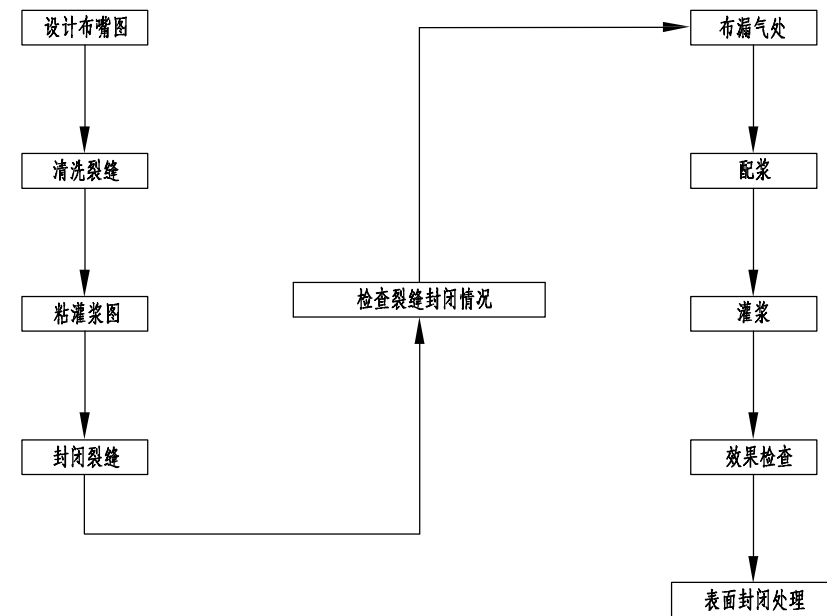 设计布嘴图
清洗裂缝
粘灌浆图
封闭裂缝
检查裂缝封闭情况
布漏气处
配浆
灌浆
效果检查
表面封闭处理